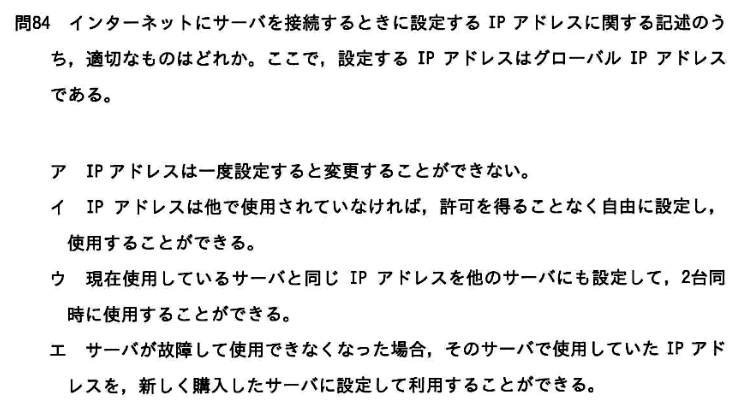 問84 インターネットにサーバを接続するときに設定する IP アドレスに関する記述のう
ち，適切なものはどれか。ここで，設定する IP アドレスはグローバル IP アドレス
である。
ア IP アドレスは一度設定すると変更することができない。
イ IP アドレスは他で使用されていなければ，許可を得ることなく自由に設定し，
使用することができる。
ウ 現在使用しているサーバと同じ IP アドレスを他のサーバにも設定して，2台同
時に使用することができる。
エ サーバが故障して使用できなくなった場合，そのサーバで使用していた IP アド
レスを，新しく購入したサーバに設定して利用することができる。